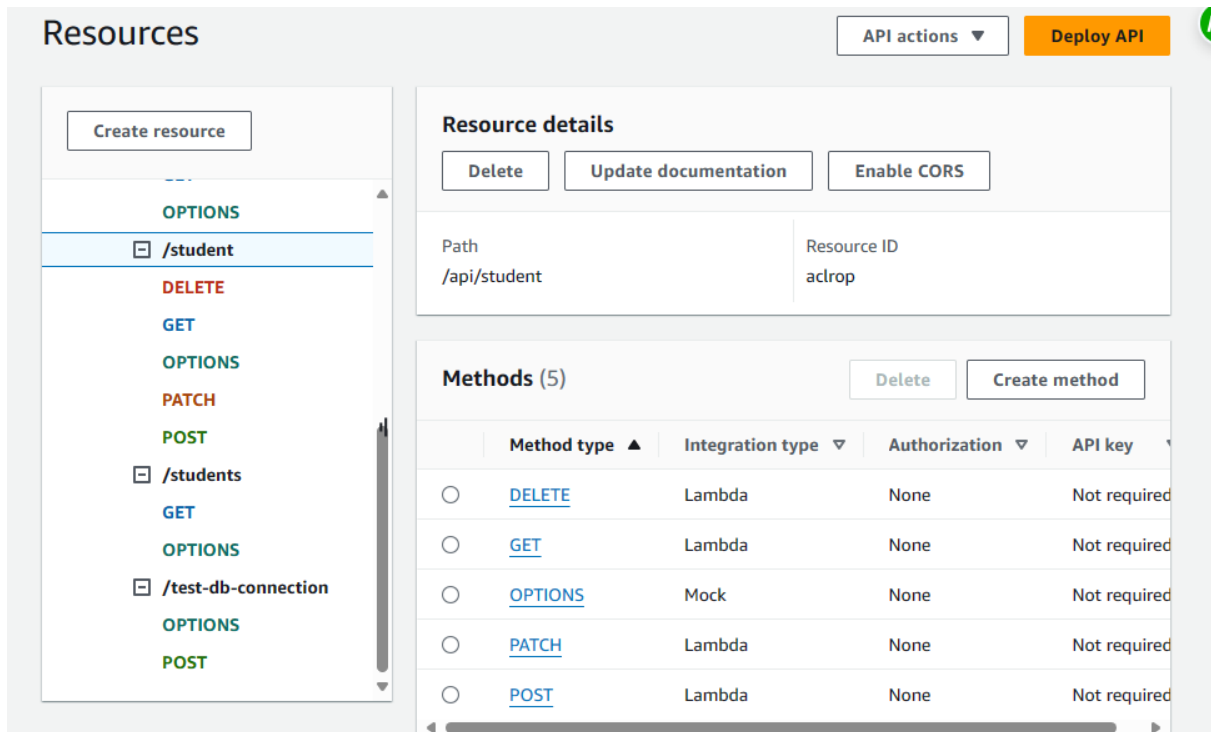 Resources
API actions
Deploy API
Create resource
OPTIONS
/student
DELETE
GET
OPTIONS
PATCH
POST
/students
GET
OPTIONS
/test-db-connection
OPTIONS
POST
Resource details
Delete
Update documentation
Enable CORS
Path
Resource ID
/api/student
aclrop
Methods (5)
Delete
Create method
Method type Integration type Authorization API key
DELETE Lambda None Not required
GET Lambda None Not required
OPTIONS Mock None Not required
PATCH Lambda None Not required
POST Lambda None Not required